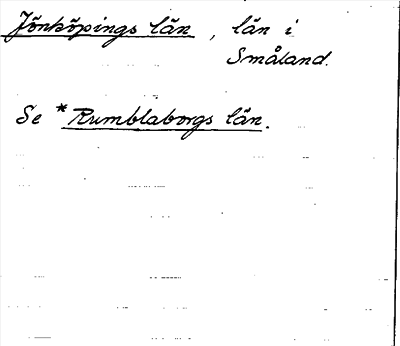 Jönköpings län, län i
Småland.
Se *Rumblaborgs län.